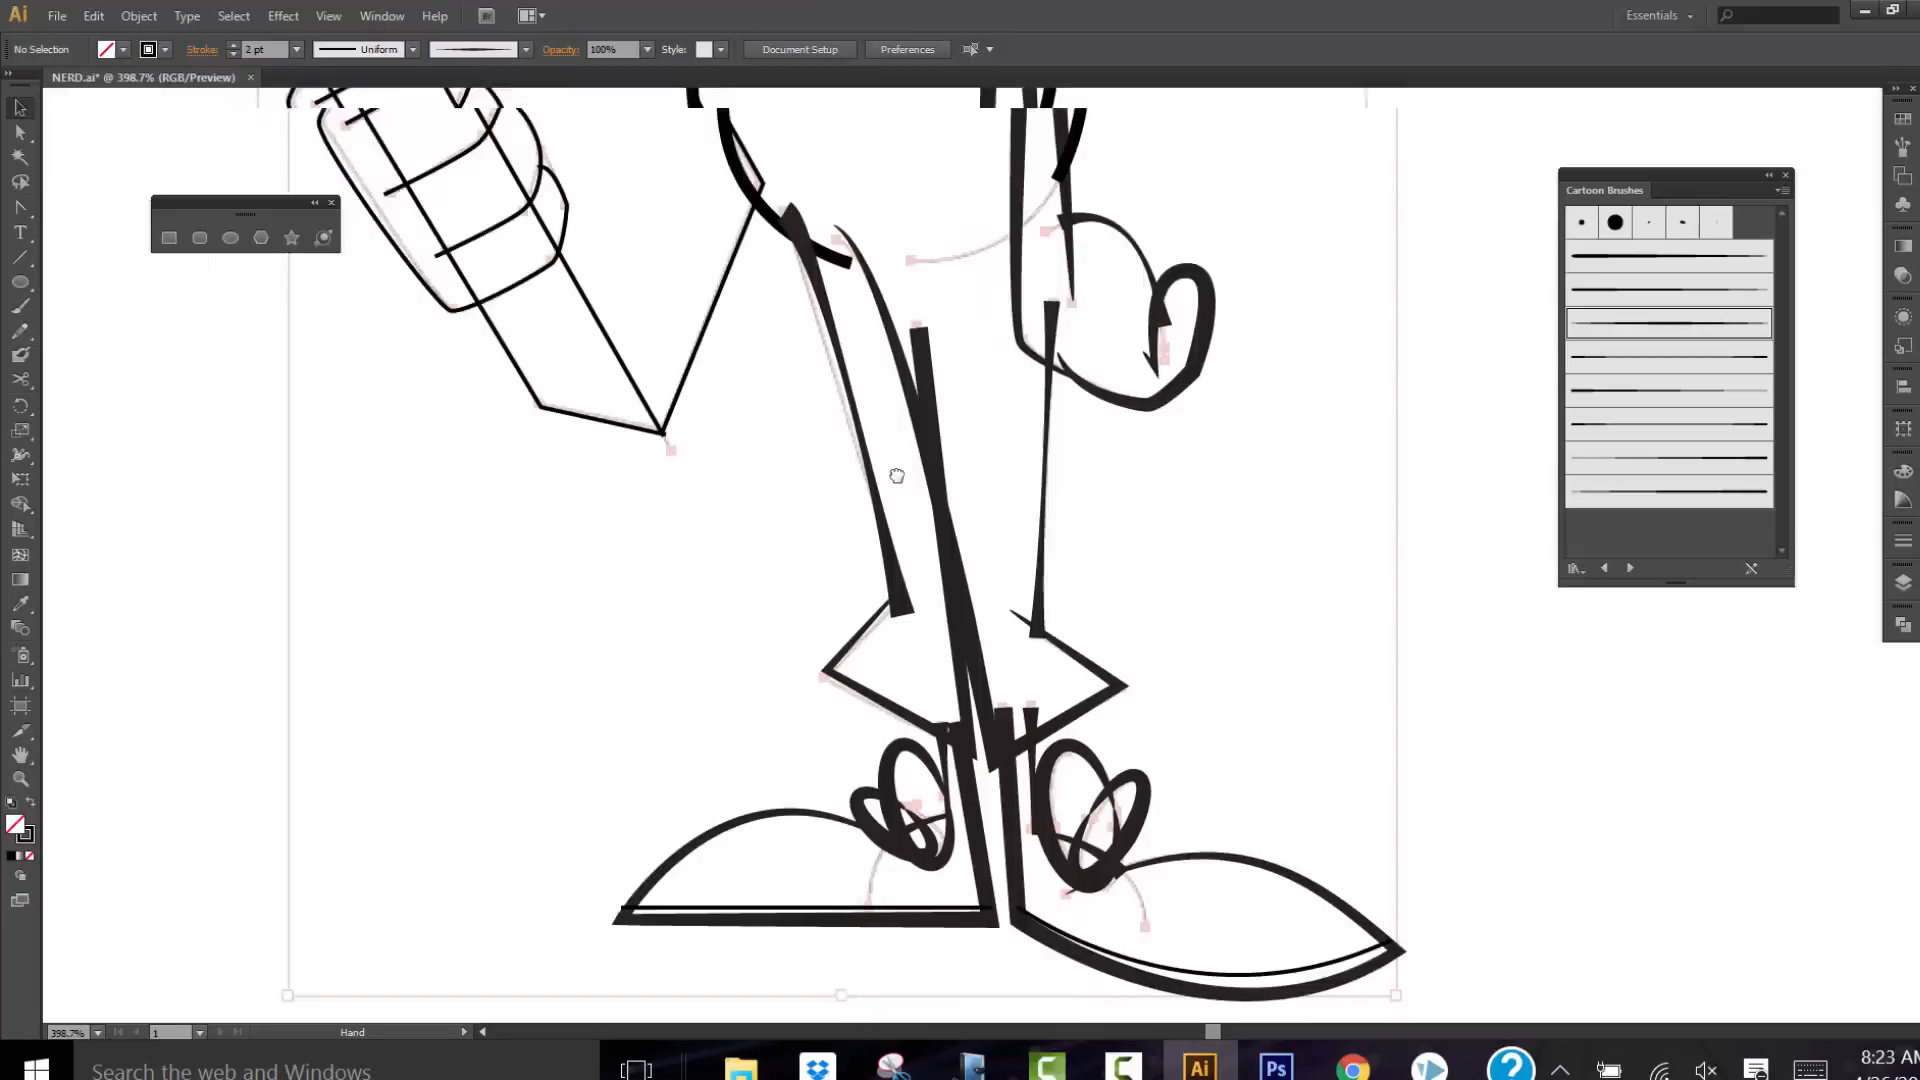 Ai File Edit Object Type Select Effect View Window Help Br Essentials
No Selection Stroke: 2 pt Uniform Opacity: 100% Style: Document Setup Preferences
NERD.ai* @ 398.7% (RGB/Preview)
Cartoon Brushes
398.7% 1 Hand
Search the web and Windows
Ai Ps ?
8:23 AM